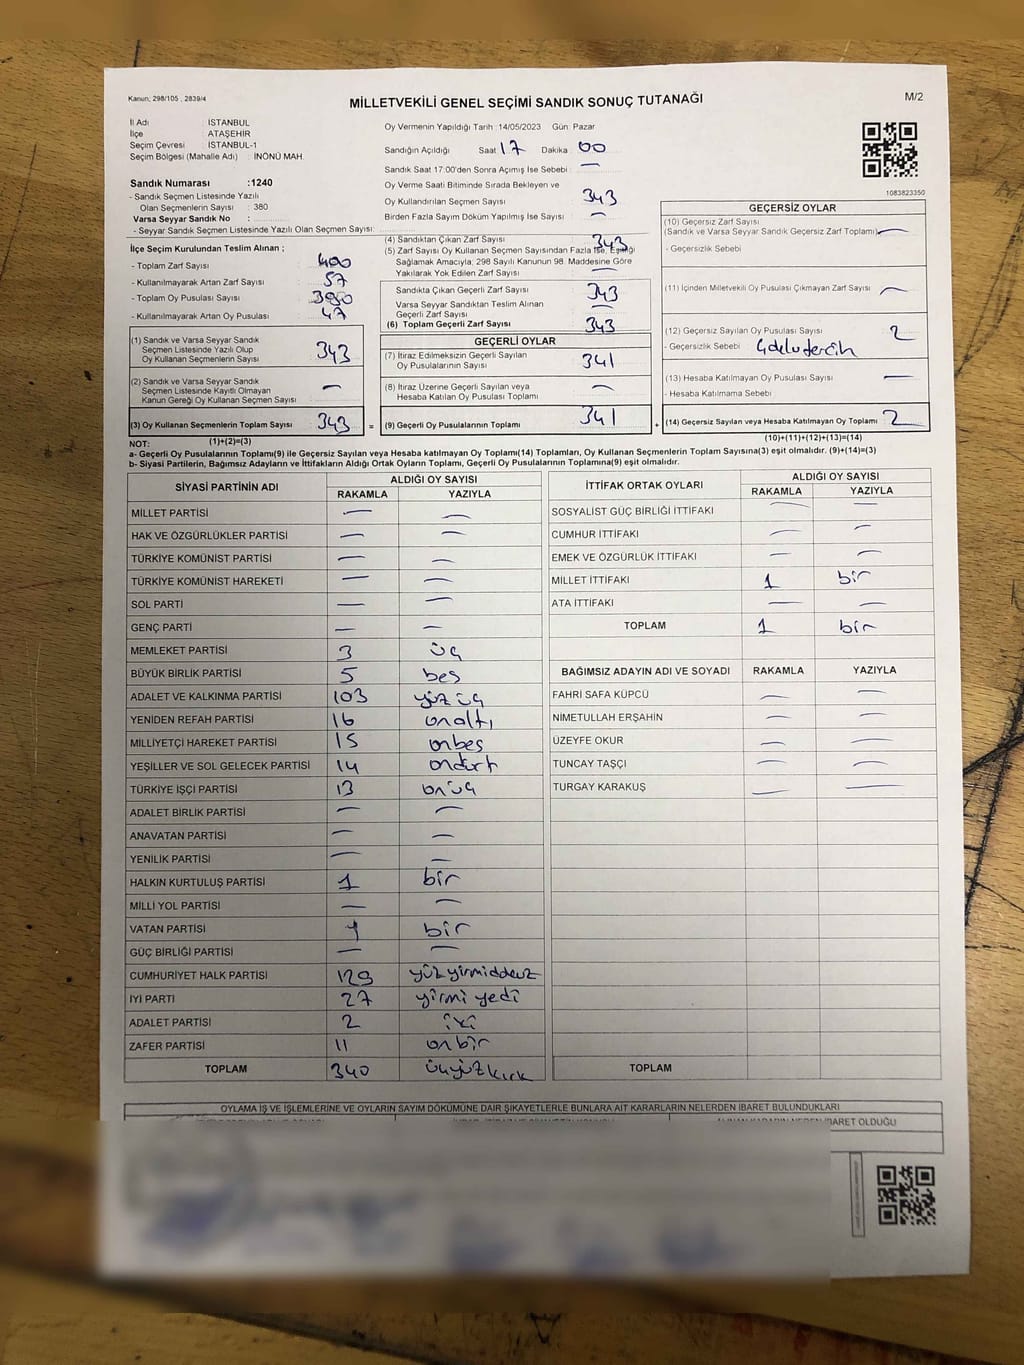 Kanun; 298/105 , 2839/4
MİLLETVEKİLİ GENEL SEÇİMİ SANDIK SONUÇ TUTANAĞI
M/2
İl Adı : İSTANBUL
İlçe : ATAŞEHİR
Seçim Çevresi : İSTANBUL-1
Seçim Bölgesi (Mahalle Adı) : İNÖNÜ MAH.
Sandık Numarası :1240
- Sandık Seçmen Listesinde Yazılı
Olan Seçmenlerin Sayısı : 380
Varsa Seyyar Sandık No :
- Seyyar Sandık Seçmen Listesinde Yazılı Olan Seçmen Sayısı:
İlçe Seçim Kurulundan Teslim Alınan ;
- Toplam Zarf Sayısı : 400
- Kullanılmayarak Artan Zarf Sayısı : 57
- Toplam Oy Pusulası Sayısı : 390
- Kullanılmayarak Artan Oy Pusulası : 47
Oy Vermenin Yapıldığı Tarih : 14/05/2023 Gün: Pazar
Sandığın Açıldığı Saat : 17 Dakika : 00
Sandık Saat 17:00'den Sonra Açımış İse Sebebi : —
Oy Verme Saati Bitiminde Sırada Bekleyen ve
Oy Kullandırılan Seçmen Sayısı : 343
Birden Fazla Sayım Döküm Yapılmış İse Sayısı : —
(4) Sandıktan Çıkan Zarf Sayısı 343
(5) Zarf Sayısı Oy Kullanan Seçmen Sayısından Fazla İse, Eşitliği
Sağlamak Amacıyla; 298 Sayılı Kanunun 98. Maddesine Göre
Yakılarak Yok Edilen Zarf Sayısı : —
Sandıkta Çıkan Geçerli Zarf Sayısı : 343
Varsa Seyyar Sandıktan Teslim Alınan
Geçerli Zarf Sayısı : —
(6) Toplam Geçerli Zarf Sayısı : 343
1083823350
GEÇERSİZ OYLAR
(10) Geçersiz Zarf Sayısı
(Sandık ve Varsa Seyyar Sandık Geçersiz Zarf Toplamı) —
- Geçersizlik Sebebi
(11) İçinden Milletvekili Oy Pusulası Çıkmayan Zarf Sayısı —
(12) Geçersiz Sayılan Oy Pusulası Sayısı 2
- Geçersizlik Sebebi
(13) Hesaba Katılmayan Oy Pusulası Sayısı —
- Hesaba Katılmama Sebebi
(1) Sandık ve Varsa Seyyar Sandık
Seçmen Listesinde Yazılı Olup
Oy Kullanan Seçmenlerin Sayısı : 343
(2) Sandık ve Varsa Seyyar Sandık
Seçmen Listesinde Kayıtlı Olmayan
Kanun Gereği Oy Kullanan Seçmen Sayısı : —
GEÇERLİ OYLAR
(7) İtiraz Edilmeksizin Geçerli Sayılan
Oy Pusulalarının Sayısı : 341
(8) İtiraz Üzerine Geçerli Sayılan veya
Hesaba Katılan Oy Pusulası Toplamı : —
(3) Oy Kullanan Seçmenlerin Toplam Sayısı : 343 = (9) Geçerli Oy Pusulalarının Toplamı : 341 + (14) Geçersiz Sayılan veya Hesaba Katılmayan Oy Toplamı 2
NOT: (1)+(2)=(3) (10)+(11)+(12)+(13)=(14)
a- Geçerli Oy Pusulalarının Toplamı(9) ile Geçersiz Sayılan veya Hesaba Katılmayan Oy Toplamı(14) Toplamları, Oy Kullanan Seçmenlerin Toplam Sayısına(3) eşit olmalıdır. (9)+(14)=(3)
b- Siyasi Partilerin, Bağımsız Adayların ve İttifakların Aldığı Ortak Oyların Toplamı, Geçerli Oy Pusulalarının Toplamına(9) eşit olmalıdır.
SİYASİ PARTİNİN ADI ALDIĞI OY SAYISI
RAKAMLA YAZIYLA
MİLLET PARTİSİ — —
HAK VE ÖZGÜRLÜKLER PARTİSİ — —
TÜRKİYE KOMÜNİST PARTİSİ — —
TÜRKİYE KOMÜNİST HAREKETİ — —
SOL PARTİ — —
GENÇ PARTİ — —
MEMLEKET PARTİSİ 3 üç
BÜYÜK BİRLİK PARTİSİ 5 beş
ADALET VE KALKINMA PARTİSİ 103 yüz üç
YENİDEN REFAH PARTİSİ 16 onaltı
MİLLİYETÇİ HAREKET PARTİSİ 15 onbeş
YEŞİLLER VE SOL GELECEK PARTİSİ 14 ondört
TÜRKİYE İŞÇİ PARTİSİ 13 onüç
ADALET BİRLİK PARTİSİ — —
ANAVATAN PARTİSİ — —
YENİLİK PARTİSİ — —
HALKIN KURTULUŞ PARTİSİ 1 bir
MİLLİ YOL PARTİSİ — —
VATAN PARTİSİ 1 bir
GÜÇ BİRLİĞİ PARTİSİ — —
CUMHURİYET HALK PARTİSİ 129 yüzyirmidokuz
İYİ PARTİ 27 yirmi yedi
ADALET PARTİSİ 2 iki
ZAFER PARTİSİ 11 onbir
TOPLAM 340 üçyüzkırk
İTTİFAK ORTAK OYLARI ALDIĞI OY SAYISI
RAKAMLA YAZIYLA
SOSYALİST GÜÇ BİRLİĞİ İTTİFAKI — —
CUMHUR İTTİFAKI — —
EMEK VE ÖZGÜRLÜK İTTİFAKI — —
MİLLET İTTİFAKI 1 bir
ATA İTTİFAKI — —
TOPLAM 1 bir
BAĞIMSIZ ADAYIN ADI VE SOYADI RAKAMLA YAZIYLA
FAHRİ SAFA KÜPCÜ — —
NİMETULLAH ERŞAHİN — —
ÜZEYFE OKUR — —
TUNCAY TAŞÇI — —
TURGAY KARAKUŞ — —
TOPLAM
OYLAMA İŞ VE İŞLEMLERİNE VE OYLARIN SAYIM DÖKÜMÜNE DAİR ŞİKAYETLERLE BUNLARA AİT KARARLARIN NELERDEN İBARET BULUNDUKLARI
ALINAN KARARIN NEDEN İBARET OLDUĞU